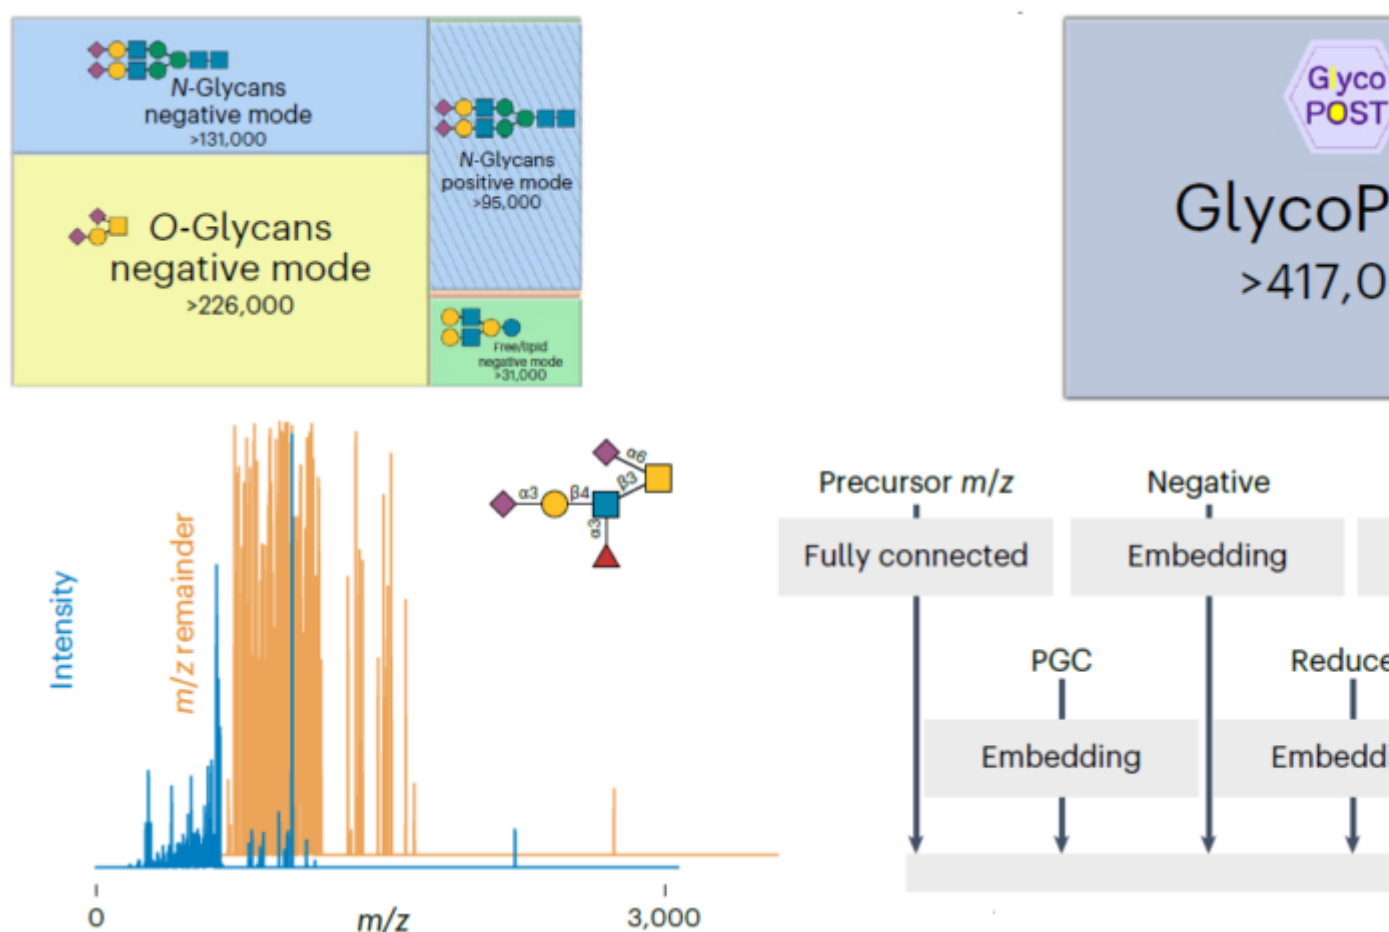 N-Glycans
negative mode
>131,000
N-Glycans
positive mode
>95,000
O-Glycans
negative mode
>226,000
Free/lipid
negative mode
>31,000
Glyco
POST
GlycoP
>417,0
Intensity
m/z remainder
α6
α3
β4
β3
α3
0
m/z
3,000
Precursor m/z
Negative
Fully connected
Embedding
PGC
Reduce
Embedding
Embeddi